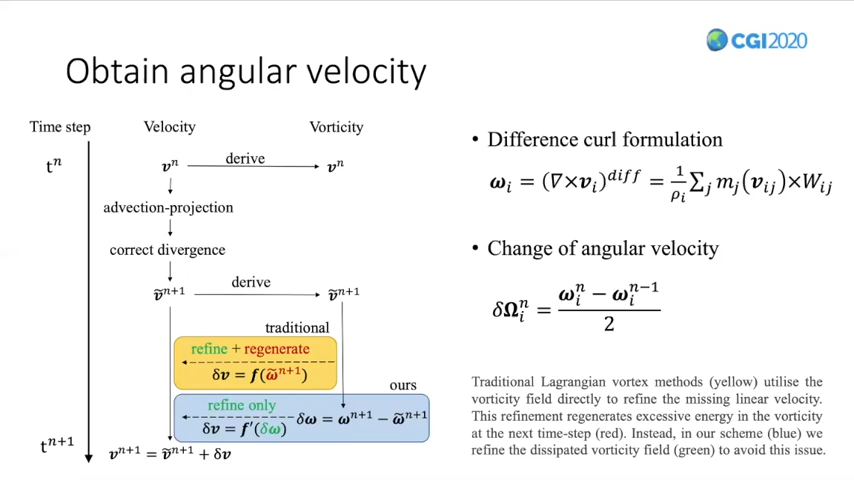 CGI2020
Obtain angular velocity
Time step Velocity Vorticity
tⁿ 𝒗ⁿ derive 𝒗ⁿ
advection-projection
correct divergence
ṽⁿ⁺¹ derive ṽⁿ⁺¹
traditional
refine + regenerate
δ𝒗 = 𝒇(ω̃ⁿ⁺¹)
ours
refine only
δ𝒗 = 𝒇′(δω) δω = ωⁿ⁺¹ − ω̃ⁿ⁺¹
tⁿ⁺¹
𝒗ⁿ⁺¹ = ṽⁿ⁺¹ + δ𝒗
• Difference curl formulation
ωᵢ = (∇×𝒗ᵢ)^{diff} = 1/ρᵢ ∑ⱼ mⱼ(𝒗ᵢⱼ)×Wᵢⱼ
• Change of angular velocity
δΩᵢⁿ = (ωᵢⁿ − ωᵢⁿ⁻¹)/2
Traditional Lagrangian vortex methods (yellow) utilise the
vorticity field directly to refine the missing linear velocity.
This refinement regenerates excessive energy in the vorticity
at the next time-step (red). Instead, in our scheme (blue) we
refine the dissipated vorticity field (green) to avoid this issue.